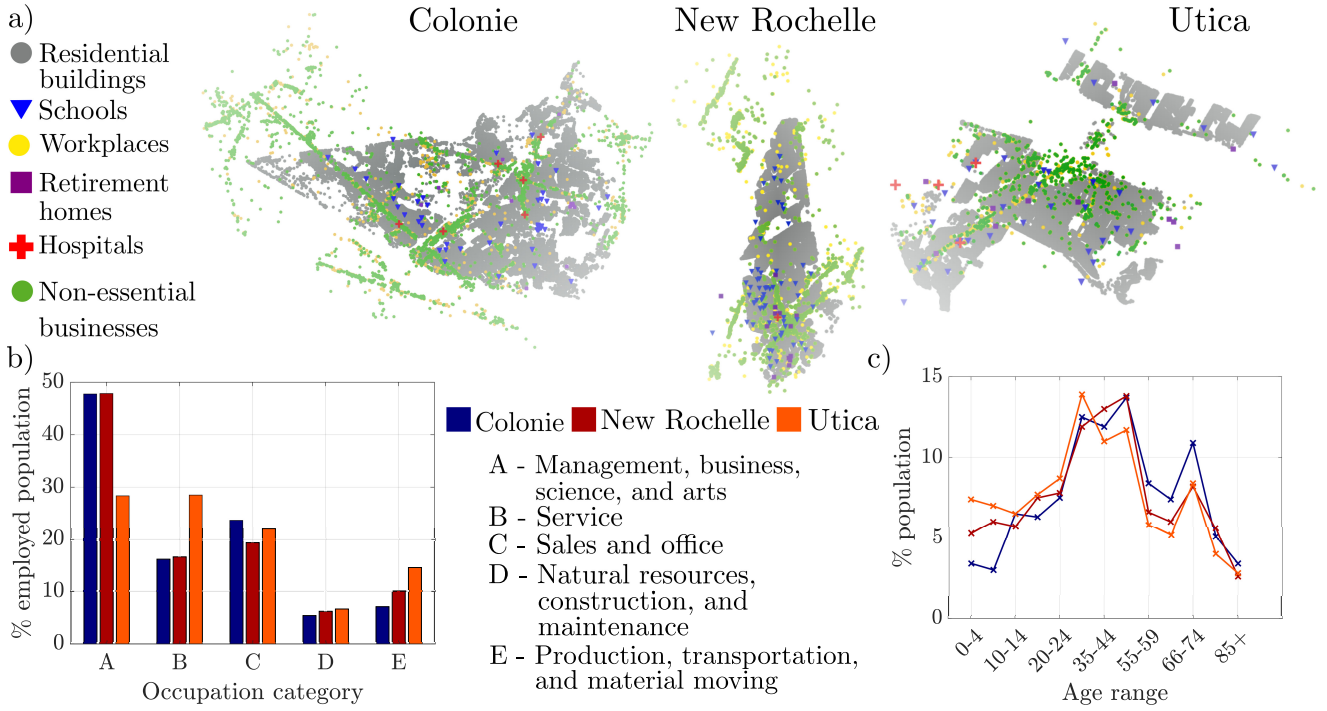 a)
Colonie
New Rochelle
Utica
Residential
buildings
Schools
Workplaces
Retirement
homes
Hospitals
Non-essential
businesses
b)
% employed population
50
40
30
20
10
0
A
B
C
D
E
Occupation category
Colonie
New Rochelle
Utica
A - Management, business,
science, and arts
B - Service
C - Sales and office
D - Natural resources,
construction, and
maintenance
E - Production, transportation,
and material moving
c)
% population
15
10
5
0
0-4
10-14
20-24
35-44
55-59
66-74
85+
Age range